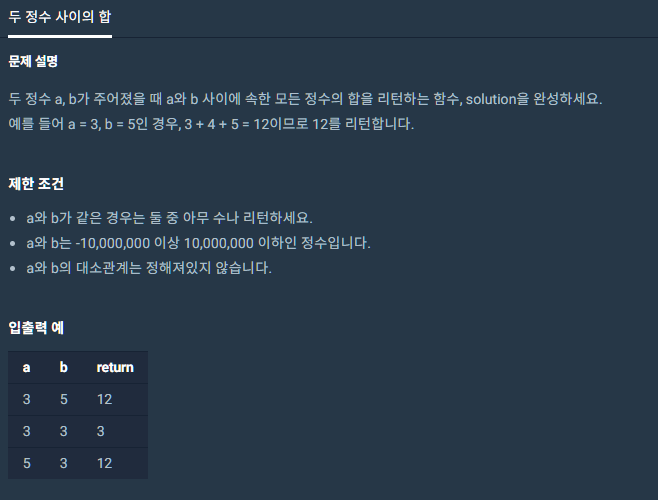 두 정수 사이의 합
문제 설명
두 정수 a, b가 주어졌을 때 a와 b 사이에 속한 모든 정수의 합을 리턴하는 함수, solution을 완성하세요.
예를 들어 a = 3, b = 5인 경우, 3 + 4 + 5 = 12이므로 12를 리턴합니다.
제한 조건
• a와 b가 같은 경우는 둘 중 아무 수나 리턴하세요.
• a와 b는 -10,000,000 이상 10,000,000 이하인 정수입니다.
• a와 b의 대소관계는 정해져있지 않습니다.
입출력 예
a b return
3 5 12
3 3 3
5 3 12